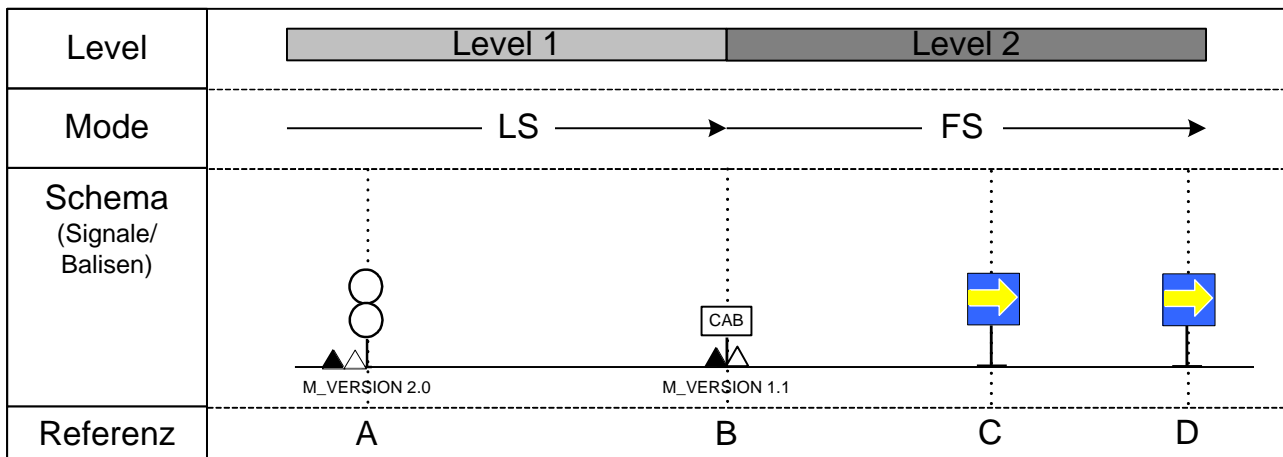 Level
Level 1
Level 2
Mode
LS
FS
Schema
(Signale/
Balisen)
CAB
M_VERSION 2.0
M_VERSION 1.1
Referenz
A
B
C
D